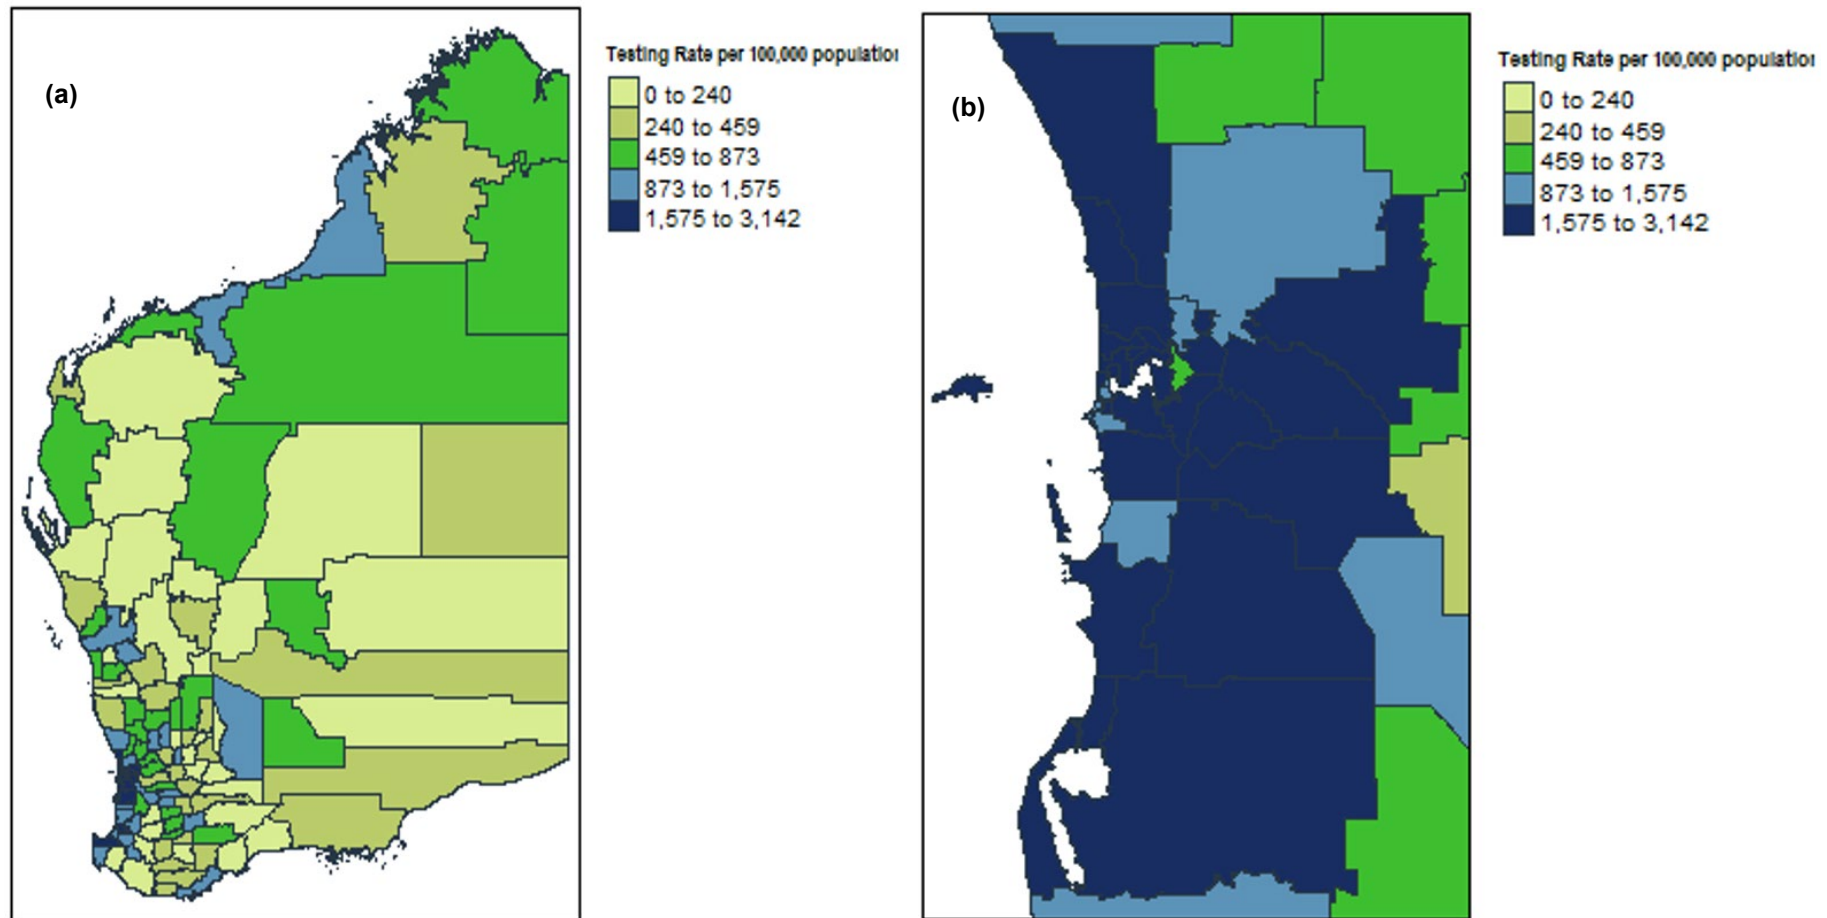 (a)
Testing Rate per 100,000 population
0 to 240
240 to 459
459 to 873
873 to 1,575
1,575 to 3,142
(b)
Testing Rate per 100,000 population
0 to 240
240 to 459
459 to 873
873 to 1,575
1,575 to 3,142